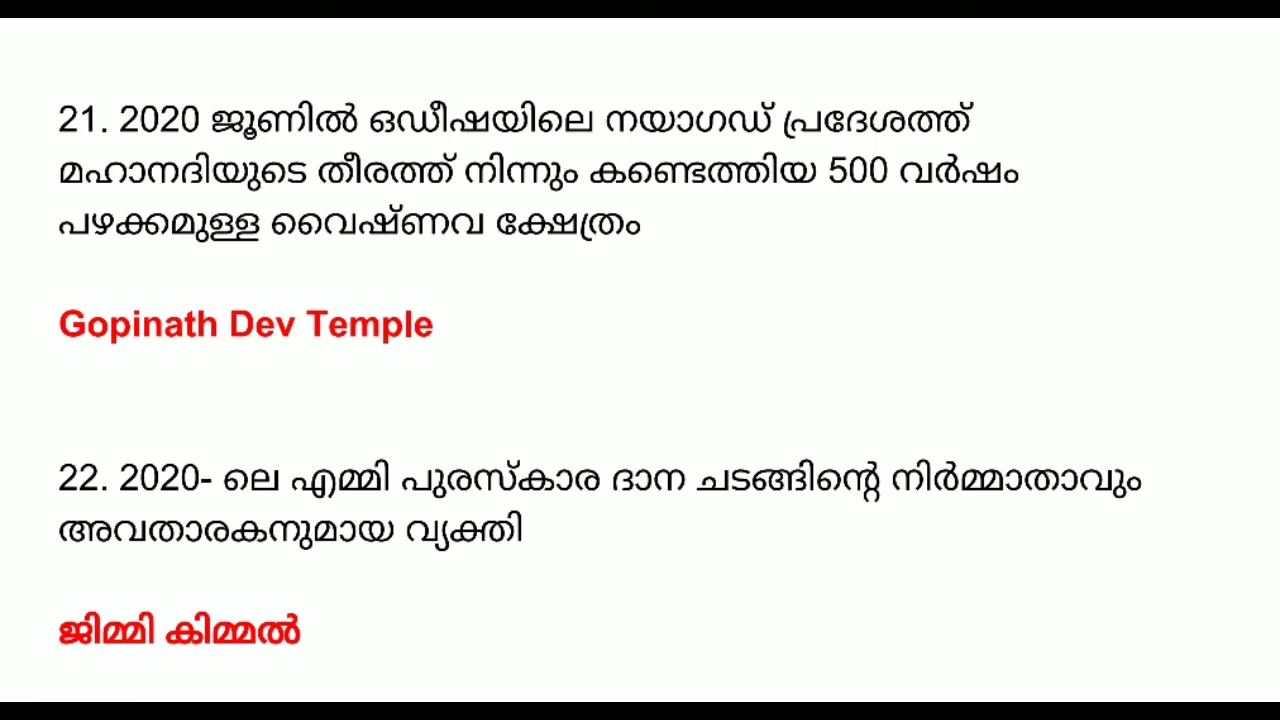 21. 2020 ജൂണിൽ ഒഡീഷയിലെ നയാഗഡ് പ്രദേശത്ത്
മഹാനദിയുടെ തീരത്ത് നിന്നും കണ്ടെത്തിയ 500 വർഷം
പഴക്കമുള്ള വൈഷ്ണവ ക്ഷേത്രം
Gopinath Dev Temple
22. 2020- ലെ എമ്മി പുരസ്കാര ദാന ചടങ്ങിന്റെ നിർമ്മാതാവും
അവതാരകനുമായ വ്യക്തി
ജിമ്മി കിമ്മൽ